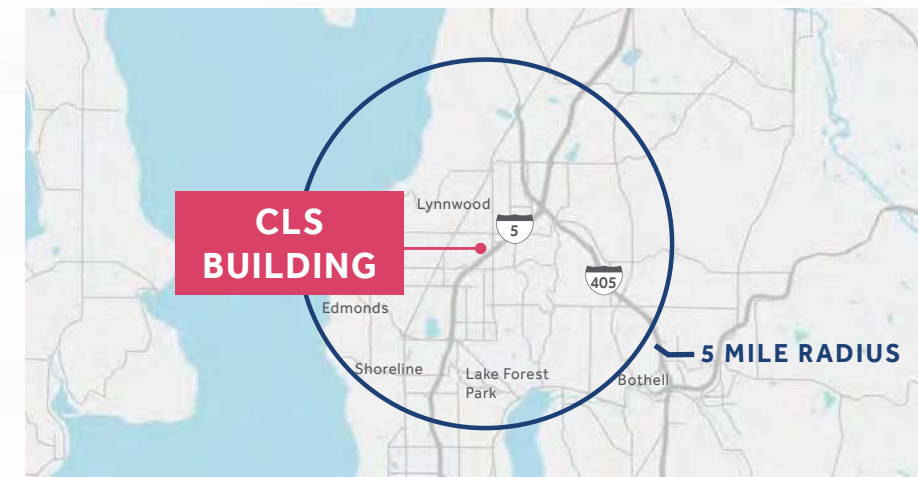 Lynnwood
CLS
BUILDING
5
405
Edmonds
5 MILE RADIUS
Shoreline
Lake Forest
Park
Bothell